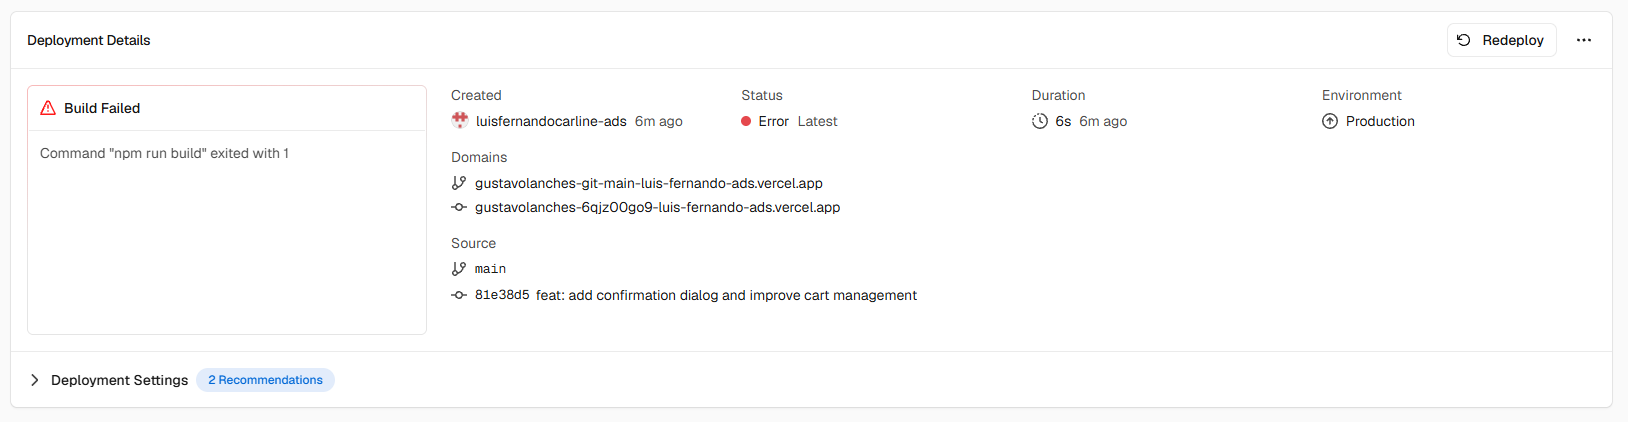 Deployment Details
Redeploy
Build Failed
Command "npm run build" exited with 1
Created
luisfernandocarline-ads 6m ago
Status
Error Latest
Duration
6s 6m ago
Environment
Production
Domains
gustavolanches-git-main-luis-fernando-ads.vercel.app
gustavolanches-6qjz00go9-luis-fernando-ads.vercel.app
Source
main
81e38d5 feat: add confirmation dialog and improve cart management
Deployment Settings 2 Recommendations